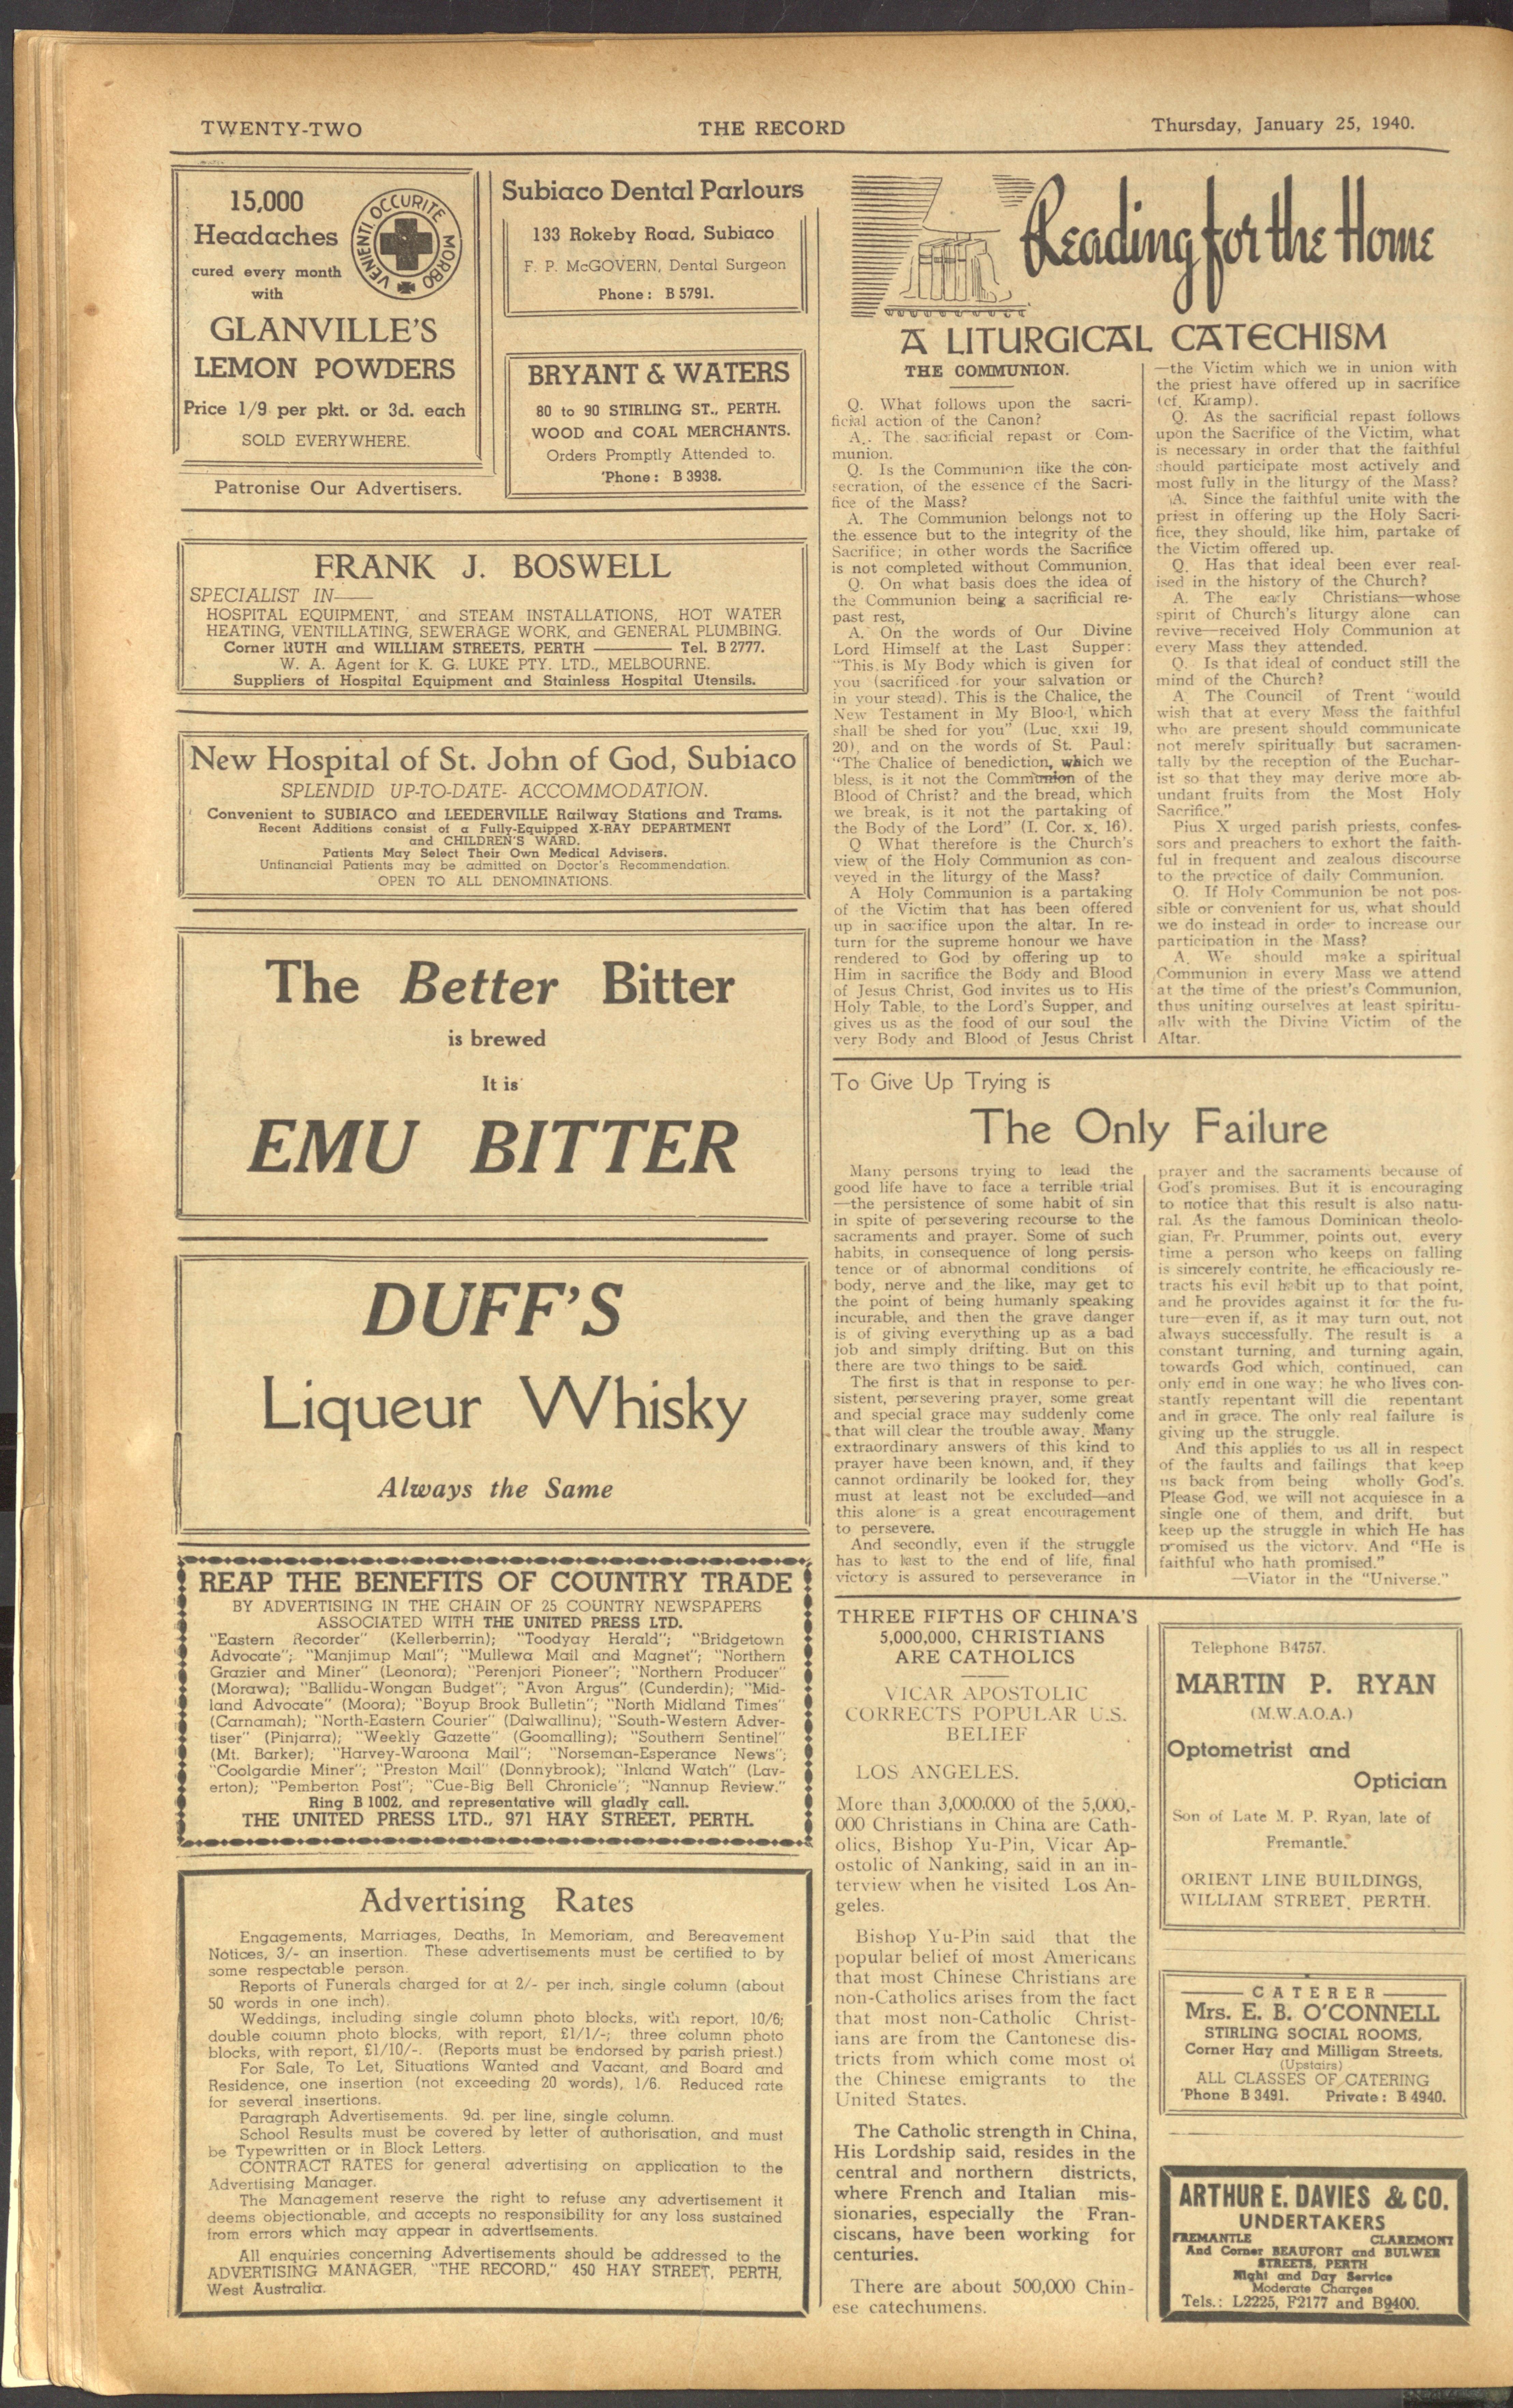 TWENTY-TWO
THE RECORD
Thursday, January 25, 1940.
15,000
Headaches
cured every month
with
VENIENTI OCCURITE MORBO
GLANVILLE'S
LEMON POWDERS
Price 1/9 per pkt. or 3d. each
SOLD EVERYWHERE.
Patronise Our Advertisers.
Subiaco Dental Parlours
133 Rokeby Road, Subiaco
F. P. McGOVERN, Dental Surgeon
Phone: B 5791.
BRYANT & WATERS
80 to 90 STIRLING ST., PERTH.
WOOD and COAL MERCHANTS.
Orders Promptly Attended to.
'Phone: B 3938.
FRANK J. BOSWELL
SPECIALIST IN——
HOSPITAL EQUIPMENT, and STEAM INSTALLATIONS, HOT WATER
HEATING, VENTILLATING, SEWERAGE WORK, and GENERAL PLUMBING.
Corner RUTH and WILLIAM STREETS, PERTH ——— Tel. B 2777.
W. A. Agent for K. G. LUKE PTY. LTD., MELBOURNE.
Suppliers of Hospital Equipment and Stainless Hospital Utensils.
New Hospital of St. John of God, Subiaco
SPLENDID UP-TO-DATE- ACCOMMODATION.
Convenient to SUBIACO and LEEDERVILLE Railway Stations and Trams.
Recent Additions consist of a Fully-Equipped X-RAY DEPARTMENT
and CHILDREN'S WARD.
Patients May Select Their Own Medical Advisers.
Unfinancial Patients may be admitted on Doctor's Recommendation.
OPEN TO ALL DENOMINATIONS.
The Better Bitter
is brewed
It is
EMU BITTER
DUFF'S
Liqueur Whisky
Always the Same
REAP THE BENEFITS OF COUNTRY TRADE
BY ADVERTISING IN THE CHAIN OF 25 COUNTRY NEWSPAPERS
ASSOCIATED WITH THE UNITED PRESS LTD.
"Eastern Recorder" (Kellerberrin); "Toodyay Herald"; "Bridgetown
Advocate"; "Manjimup Mail"; "Mullewa Mail and Magnet"; "Northern
Grazier and Miner" (Leonora); "Perenjori Pioneer"; "Northern Producer"
(Morawa); "Ballidu-Wongan Budget"; "Avon Argus" (Cunderdin); "Mid-
land Advocate" (Moora); "Boyup Brook Bulletin"; "North Midland Times"
(Carnamah); "North-Eastern Courier" (Dalwallinu); "South-Western Adver-
tiser" (Pinjarra); "Weekly Gazette" (Goomalling); "Southern Sentinel"
(Mt. Barker); "Harvey-Waroona Mail"; "Norseman-Esperance News";
"Coolgardie Miner"; "Preston Mail" (Donnybrook); "Inland Watch" (Lav-
erton); "Pemberton Post"; "Cue-Big Bell Chronicle"; "Nannup Review."
Ring B 1002, and representative will gladly call.
THE UNITED PRESS LTD., 971 HAY STREET, PERTH.
Advertising Rates
Engagements, Marriages, Deaths, In Memoriam, and Bereavement
Notices, 3/- an insertion. These advertisements must be certified to by
some respectable person.
Reports of Funerals charged for at 2/- per inch, single column (about
50 words in one inch).
Weddings, including single column photo blocks, with report, 10/6;
double column photo blocks, with report, £1/1/-; three column photo
blocks, with report, £1/10/-. (Reports must be endorsed by parish priest.)
For Sale, To Let, Situations Wanted and Vacant, and Board and
Residence, one insertion (not exceeding 20 words), 1/6. Reduced rate
for several insertions.
Paragraph Advertisements. 9d. per line, single column.
School Results must be covered by letter of authorisation, and must
be Typewritten or in Block Letters.
CONTRACT RATES for general advertising on application to the
Advertising Manager.
The Management reserve the right to refuse any advertisement it
deems objectionable, and accepts no responsibility for any loss sustained
from errors which may appear in advertisements.
All enquiries concerning Advertisements should be addressed to the
ADVERTISING MANAGER, "THE RECORD," 450 HAY STREET, PERTH,
West Australia.
Reading for the Home
A LITURGICAL CATECHISM
THE COMMUNION.
Q. What follows upon the sacri-
ficial action of the Canon?
A.. The sacrificial repast or Com-
munion.
Q. Is the Communion like the con-
secration, of the essence of the Sacri-
fice of the Mass?
A. The Communion belongs not to
the essence but to the integrity of the
Sacrifice; in other words the Sacrifice
is not completed without Communion.
Q. On what basis does the idea of
the Communion being a sacrificial re-
past rest,
A. On the words of Our Divine
Lord Himself at the Last Supper:
"This is My Body which is given for
you (sacrificed for your salvation or
in your stead). This is the Chalice, the
New Testament in My Blood, which
shall be shed for you" (Luc. xxii 19,
20), and on the words of St. Paul:
"The Chalice of benediction, which we
bless, is it not the Communion of the
Blood of Christ? and the bread, which
we break, is it not the partaking of
the Body of the Lord" (I. Cor. x. 16).
Q What therefore is the Church's
view of the Holy Communion as con-
veyed in the liturgy of the Mass?
A Holy Communion is a partaking
of the Victim that has been offered
up in sacrifice upon the altar. In re-
turn for the supreme honour we have
rendered to God by offering up to
Him in sacrifice the Body and Blood
of Jesus Christ, God invites us to His
Holy Table, to the Lord's Supper, and
gives us as the food of our soul the
very Body and Blood of Jesus Christ
—the Victim which we in union with
the priest have offered up in sacrifice
(cf. Kramp).
Q. As the sacrificial repast follows
upon the Sacrifice of the Victim, what
is necessary in order that the faithful
should participate most actively and
most fully in the liturgy of the Mass?
A. Since the faithful unite with the
priest in offering up the Holy Sacri-
fice, they should, like him, partake of
the Victim offered up.
Q. Has that ideal been ever real-
ised in the history of the Church?
A. The early Christians—whose
spirit of Church's liturgy alone can
revive—received Holy Communion at
every Mass they attended.
Q. Is that ideal of conduct still the
mind of the Church?
A The Council of Trent "would
wish that at every Mass the faithful
who are present should communicate
not merely spiritually but sacramen-
tally by the reception of the Euchar-
ist so that they may derive more ab-
undant fruits from the Most Holy
Sacrifice."
Pius X urged parish priests, confes-
sors and preachers to exhort the faith-
ful in frequent and zealous discourse
to the practice of daily Communion.
Q. If Holy Communion be not pos-
sible or convenient for us, what should
we do instead in order to increase our
participation in the Mass?
A. We should make a spiritual
Communion in every Mass we attend
at the time of the priest's Communion,
thus uniting ourselves at least spiritu-
ally with the Divine Victim of the
Altar.
To Give Up Trying is
The Only Failure
Many persons trying to lead the
good life have to face a terrible trial
—the persistence of some habit of sin
in spite of persevering recourse to the
sacraments and prayer. Some of such
habits, in consequence of long persis-
tence or of abnormal conditions of
body, nerve and the like, may get to
the point of being humanly speaking
incurable, and then the grave danger
is of giving everything up as a bad
job and simply drifting. But on this
there are two things to be said.
The first is that in response to per-
sistent, persevering prayer, some great
and special grace may suddenly come
that will clear the trouble away. Many
extraordinary answers of this kind to
prayer have been known, and, if they
cannot ordinarily be looked for, they
must at least not be excluded—and
this alone is a great encouragement
to persevere.
And secondly, even if the struggle
has to last to the end of life, final
victory is assured to perseverance in
prayer and the sacraments because of
God's promises. But it is encouraging
to notice that this result is also natu-
ral. As the famous Dominican theolo-
gian, Fr. Prummer, points out, every
time a person who keeps on falling
is sincerely contrite, he efficaciously re-
tracts his evil habit up to that point,
and he provides against it for the fu-
ture—even if, as it may turn out, not
always successfully. The result is a
constant turning, and turning again,
towards God which, continued, can
only end in one way: he who lives con-
stantly repentant will die repentant
and in grace. The only real failure is
giving up the struggle.
And this applies to us all in respect
of the faults and failings that keep
us back from being wholly God's.
Please God, we will not acquiesce in a
single one of them, and drift, but
keep up the struggle in which He has
promised us the victory. And "He is
faithful who hath promised."
—Viator in the "Universe."
THREE FIFTHS OF CHINA'S
5,000,000, CHRISTIANS
ARE CATHOLICS
VICAR APOSTOLIC
CORRECTS POPULAR U.S.
BELIEF
LOS ANGELES.
More than 3,000,000 of the 5,000,-
000 Christians in China are Cath-
olics, Bishop Yu-Pin, Vicar Ap-
ostolic of Nanking, said in an in-
terview when he visited Los An-
geles.
Bishop Yu-Pin said that the
popular belief of most Americans
that most Chinese Christians are
non-Catholics arises from the fact
that most non-Catholic Christ-
ians are from the Cantonese dis-
tricts from which come most of
the Chinese emigrants to the
United States.
The Catholic strength in China,
His Lordship said, resides in the
central and northern districts,
where French and Italian mis-
sionaries, especially the Fran-
ciscans, have been working for
centuries.
There are about 500,000 Chin-
ese catechumens.
Telephone B4757.
MARTIN P. RYAN
(M.W.A.O.A.)
Optometrist and
Optician
Son of Late M. P. Ryan, late of
Fremantle.
ORIENT LINE BUILDINGS,
WILLIAM STREET, PERTH.
CATERER
Mrs. E. B. O'CONNELL
STIRLING SOCIAL ROOMS,
Corner Hay and Milligan Streets.
(Upstairs)
ALL CLASSES OF CATERING
'Phone B 3491. Private: B 4940.
ARTHUR E. DAVIES & CO.
UNDERTAKERS
FREMANTLE CLAREMONT
And Corner BEAUFORT and BULWER
STREETS, PERTH
Night and Day Service
Moderate Charges
Tels.: L2225, F2177 and B9400.